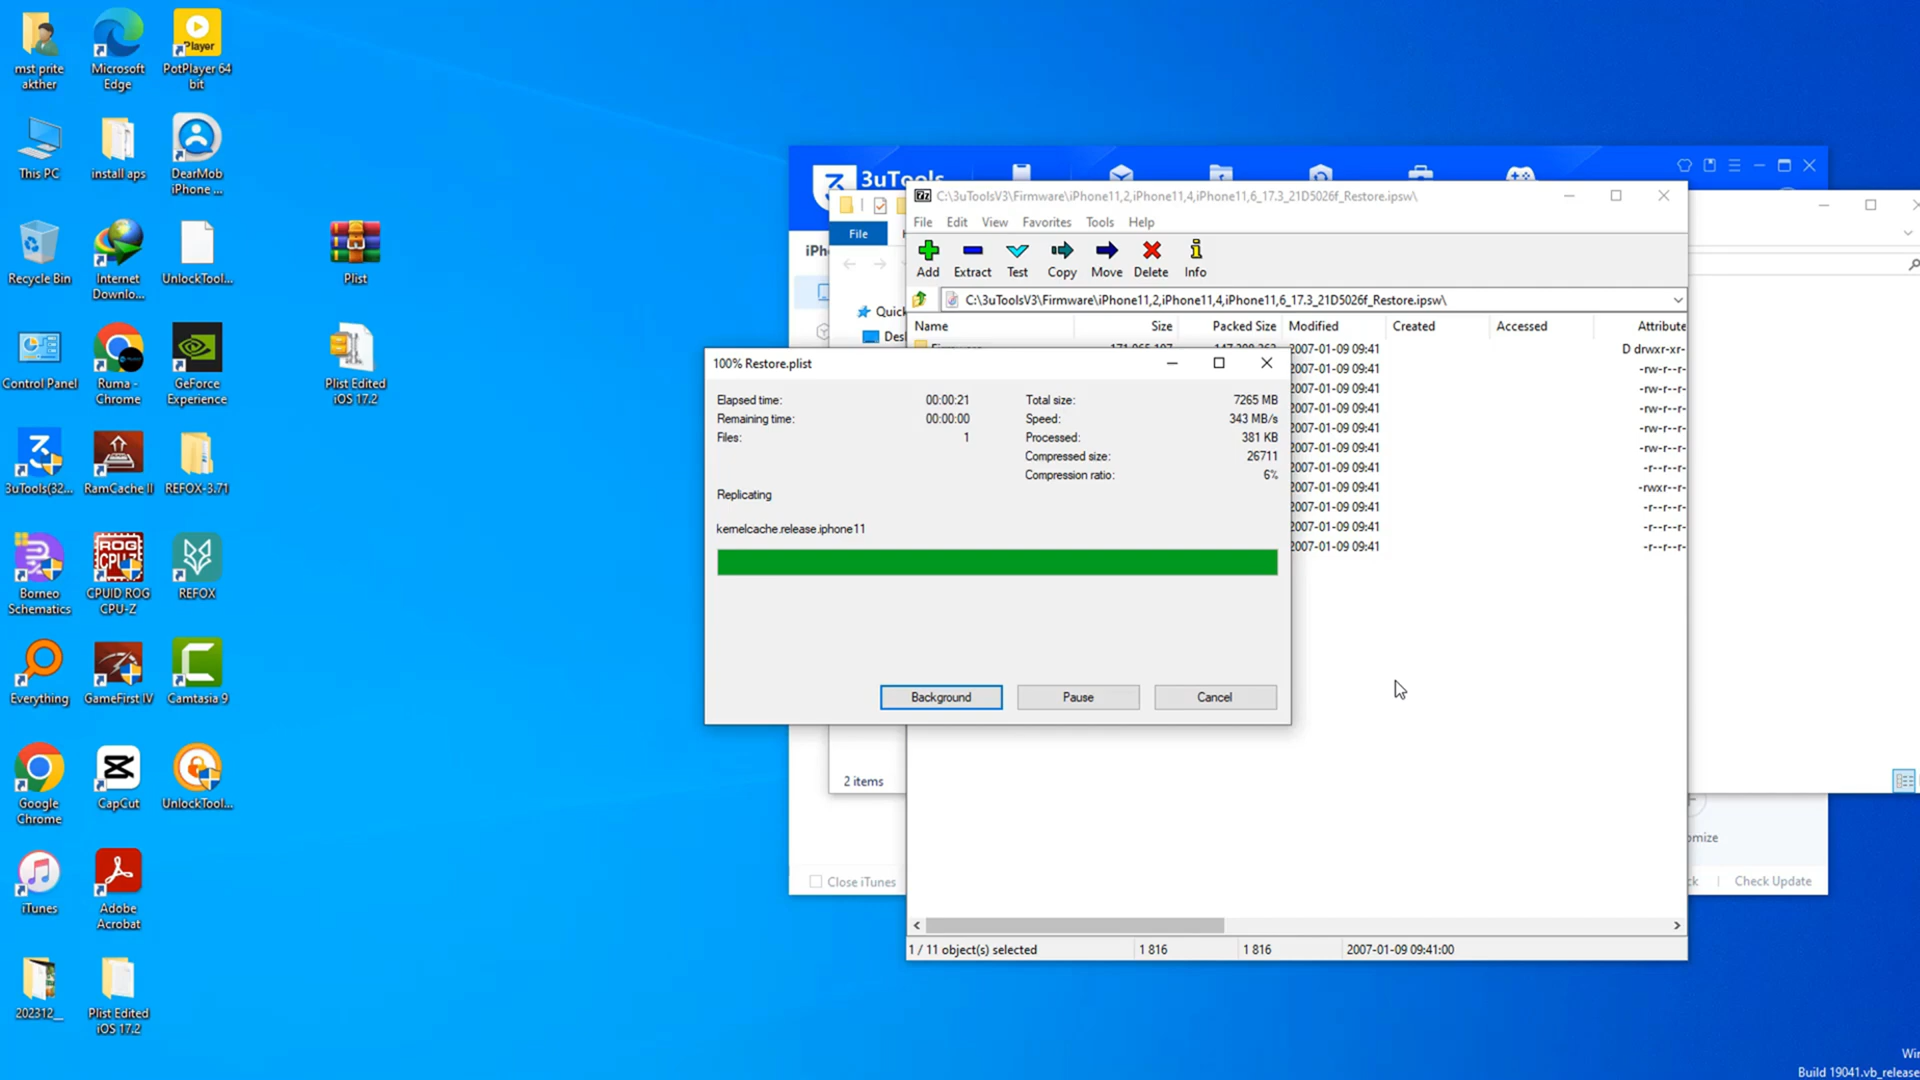 mst prite
akther
Microsoft
Edge
Player
PotPlayer 64
bit
This PC
install aps
DearMob
iPhone ...
Recycle Bin
Internet
Downlo...
UnlockTool...
Plist
Control Panel
Ruma -
Chrome
GeForce
Experience
Plist Edited
iOS 17.2
3uTools(32...
RamCache II
REFOX-3.71
Borneo
Schematics
ROG
CPU-Z
CPUID ROG
CPU-Z
REFOX
Everything
GameFirst IV
Camtasia 9
Google
Chrome
CapCut
UnlockTool...
iTunes
Adobe
Acrobat
202312__
Plist Edited
iOS 17.2
3uTools
File
Quick
2 items
Close iTunes
Check Update
C:\3uToolsV3\Firmware\iPhone11,2,iPhone11,4,iPhone11,6_17.3_21D5026f_Restore.ipsw\
File Edit View Favorites Tools Help
Add Extract Test Copy Move Delete Info
C:\3uToolsV3\Firmware\iPhone11,2,iPhone11,4,iPhone11,6_17.3_21D5026f_Restore.ipsw\
Name Size Packed Size Modified Created Accessed Attribute
2007-01-09 09:41 D drwxr-xr-
2007-01-09 09:41 -rw-r--r-
2007-01-09 09:41 -rw-r--r-
2007-01-09 09:41 -rw-r--r-
2007-01-09 09:41 -rw-r--r-
2007-01-09 09:41 -rw-r--r-
2007-01-09 09:41 -r--r--r-
2007-01-09 09:41 -rwxr--r-
2007-01-09 09:41 -r--r--r-
2007-01-09 09:41 -r--r--r-
2007-01-09 09:41 -r--r--r-
100% Restore.plist
Elapsed time: 00:00:21 Total size: 7265 MB
Remaining time: 00:00:00 Speed: 343 MB/s
Files: 1 Processed: 381 KB
Compressed size: 26711
Compression ratio: 6%
Replicating
kernelcache.release.iphone11
Background Pause Cancel
1 / 11 object(s) selected 1 816 1 816 2007-01-09 09:41:00
Build 19041.vb_release